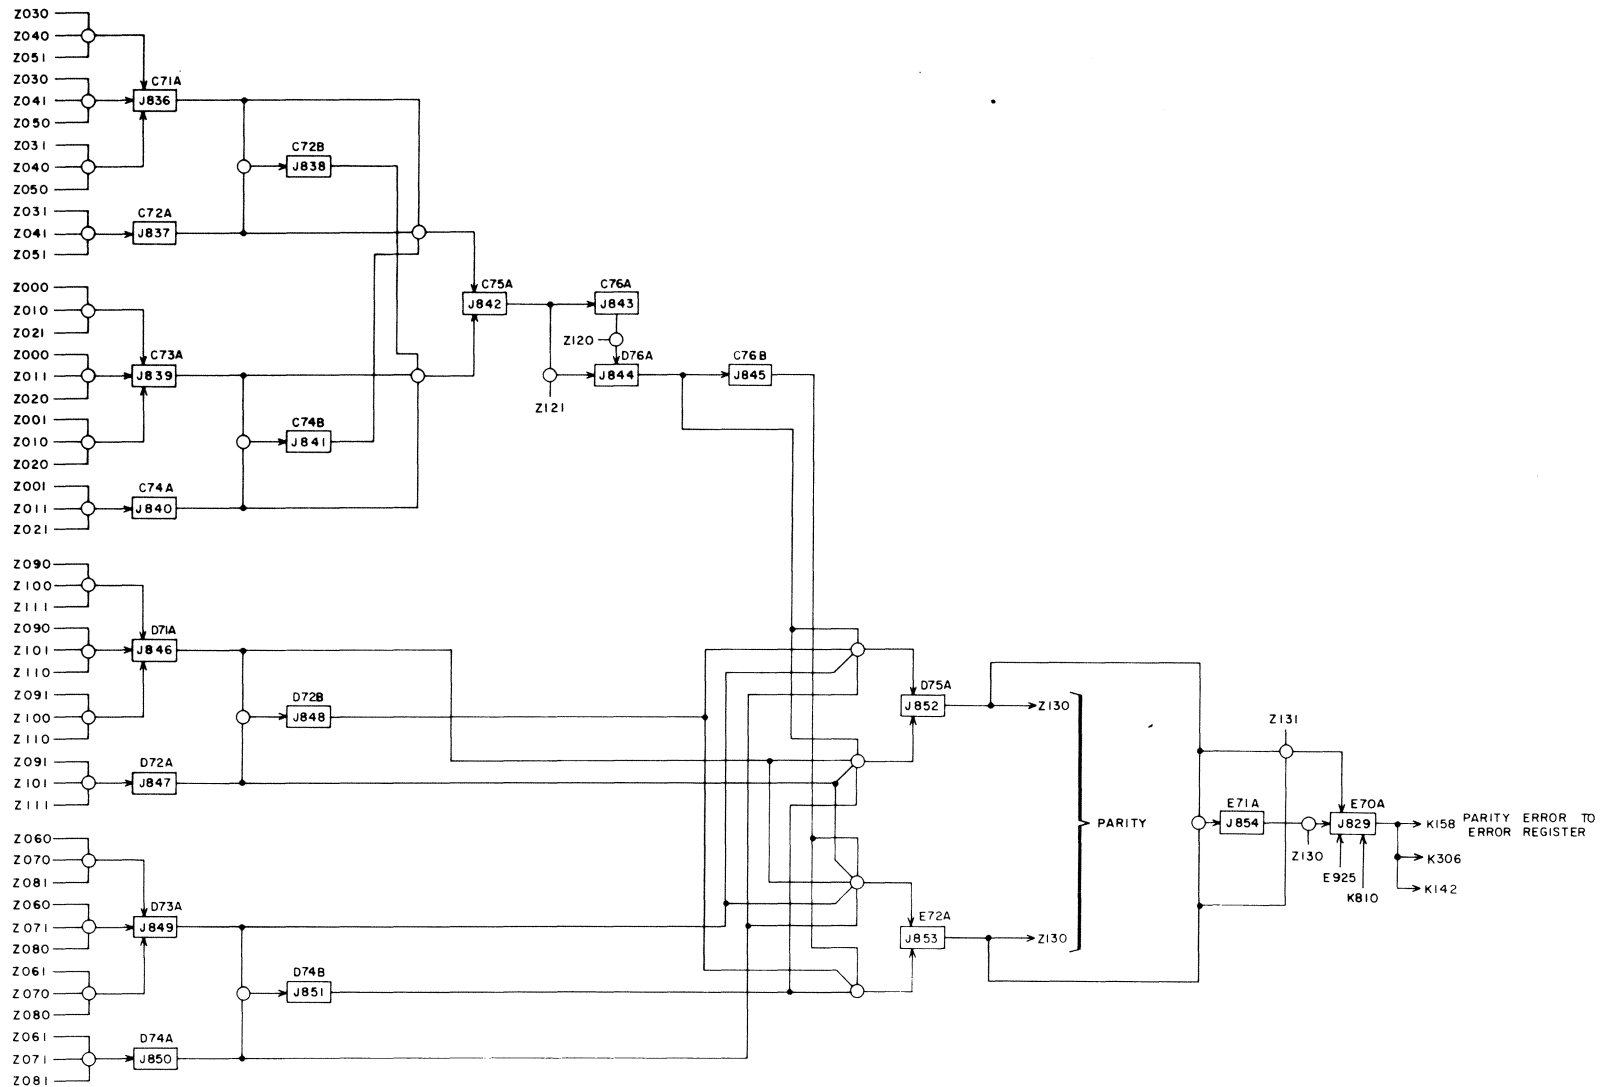 Z030
Z040
Z051
Z030
Z041
Z050
Z031
Z040
Z050
Z031
Z041
Z051
C71A
J836
C72B
J838
C72A
J837
Z000
Z010
Z021
Z000
Z011
Z020
Z001
Z010
Z020
Z001
Z011
Z021
C73A
J839
C74B
J841
C74A
J840
C75A
J842
C76A
J843
Z120
D76A
J844
Z121
C76B
J845
Z090
Z100
Z111
Z090
Z101
Z110
Z091
Z100
Z110
Z091
Z101
Z111
D71A
J846
D72B
J848
D72A
J847
Z060
Z070
Z081
Z060
Z071
Z080
Z061
Z070
Z080
Z061
Z071
Z081
D73A
J849
D74B
J851
D74A
J850
D75A
J852
Z130
E72A
J853
Z130
PARITY
Z131
E71A
J854
Z130
E70A
J829
E925
K810
K158 PARITY ERROR TO
ERROR REGISTER
K306
K142